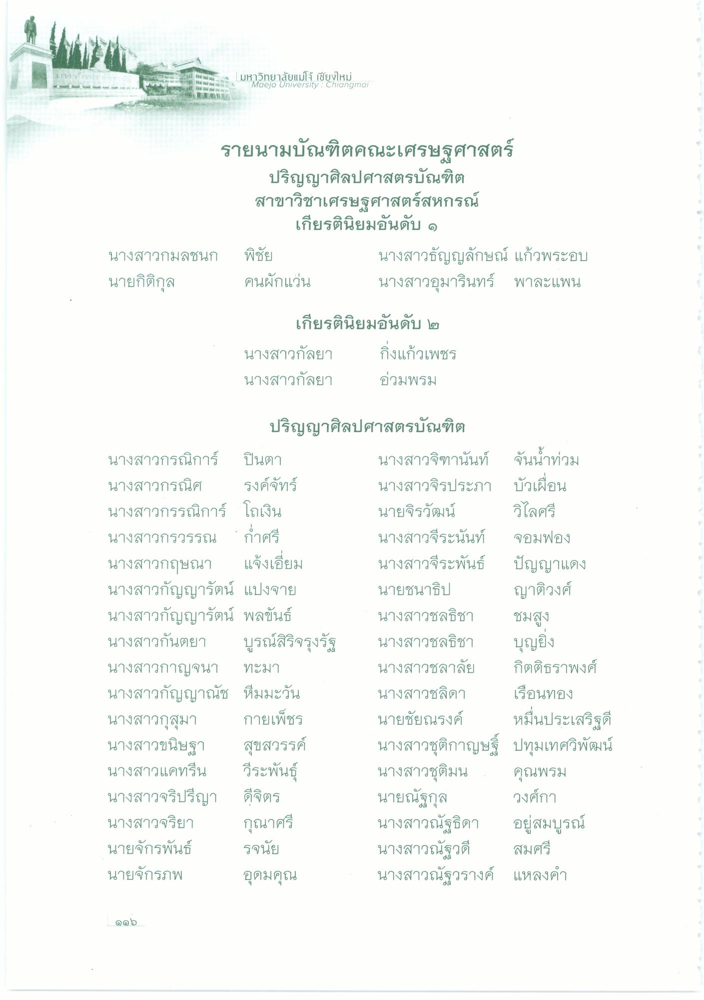 มหาวิทยาลัยแม่โจ้ เชียงใหม่
Maejo University : Chiangmai
รายนามบัณฑิตคณะเศรษฐศาสตร์
ปริญญาศิลปศาสตรบัณฑิต
สาขาวิชาเศรษฐศาสตร์สหกรณ์
เกียรตินิยมอันดับ ๑
นางสาวกมลชนก พิชัย นางสาวธัญญลักษณ์ แก้วพระอบ
นายกิติกุล คนผักแว่น นางสาวอุมารินทร์ พาละแพน
เกียรตินิยมอันดับ ๒
นางสาวกัลยา กิ่งแก้วเพชร
นางสาวกัลยา อ่วมพรม
ปริญญาศิลปศาสตรบัณฑิต
นางสาวกรณิการ์ ปินตา นางสาวจิฑานันท์ จันน้ำท่วม
นางสาวกรณิศ รงค์จัทร์ นางสาวจิรประภา บัวเผื่อน
นางสาวกรรณิการ์ โถเงิน นายจิรวัฒน์ วิไลศรี
นางสาวกรวรรณ ก่ำศรี นางสาวจีระนันท์ จอมฟอง
นางสาวกฤษณา แจ้งเอี่ยม นางสาวจีระพันธ์ ปัญญาแดง
นางสาวกัญญารัตน์ แปงจาย นายชนาธิป ญาติวงศ์
นางสาวกัญญารัตน์ พลขันธ์ นางสาวชลธิชา ชมสูง
นางสาวกันตยา บูรณ์สิริจรุงรัฐ นางสาวชลธิชา บุญยิ่ง
นางสาวกาญจนา ทะมา นางสาวชลาลัย กิตติธราพงศ์
นางสาวกัญญาณัช หีมมะวัน นางสาวชลิดา เรือนทอง
นางสาวกุสุมา กายเพ็ชร นายชัยณรงค์ หมื่นประเสริฐดี
นางสาวขนิษฐา สุขสวรรค์ นางสาวชุติกาญษฐิ์ ปทุมเทศวิพัฒน์
นางสาวแคทรีน วีระพันธุ์ นางสาวชุติมน คุณพรม
นางสาวจริปรีญา ดีจิตร นายณัฐกุล วงศ์กา
นางสาวจริยา กุณาศรี นางสาวณัฐธิดา อยู่สมบูรณ์
นายจักรพันธ์ รจนัย นางสาวณัฐวดี สมศรี
นายจักรภพ อุดมคุณ นางสาวณัฐวรางค์ แหลงคำ
๑๑๖